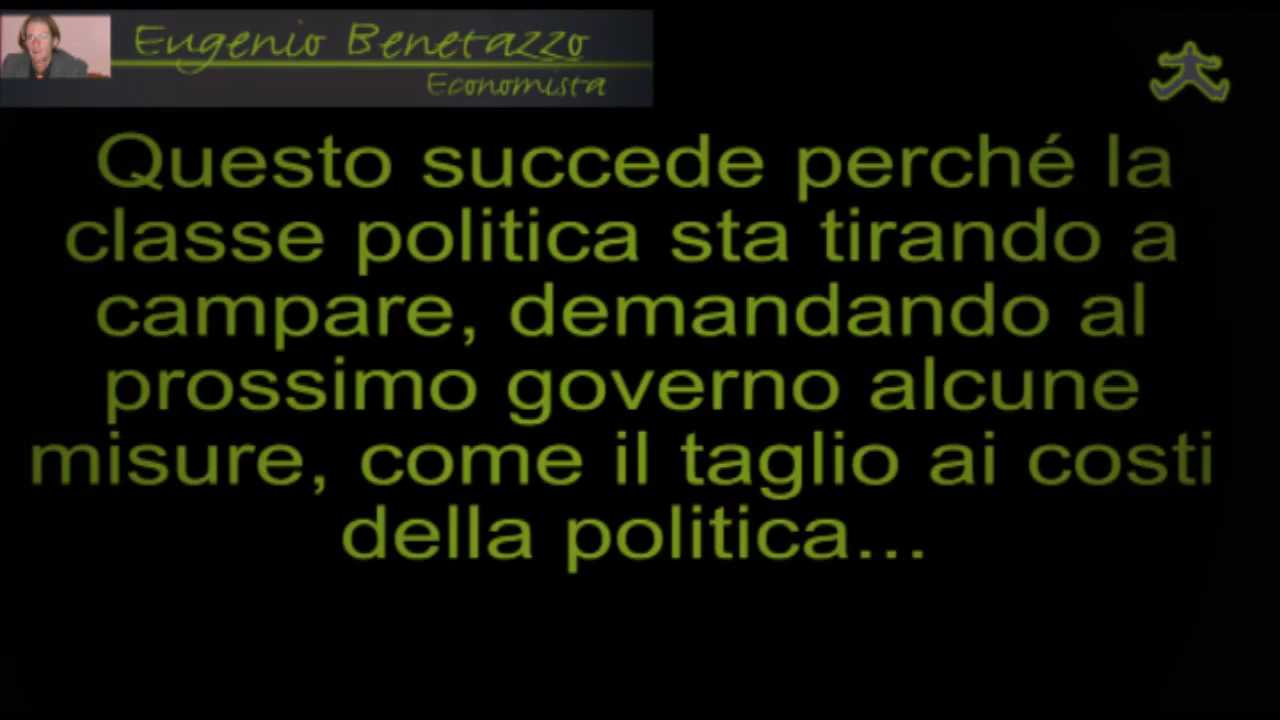 Eugenio Benetazzo
Economista
Questo succede perché la
classe politica sta tirando a
campare, demandando al
prossimo governo alcune
misure, come il taglio ai costi
della politica...